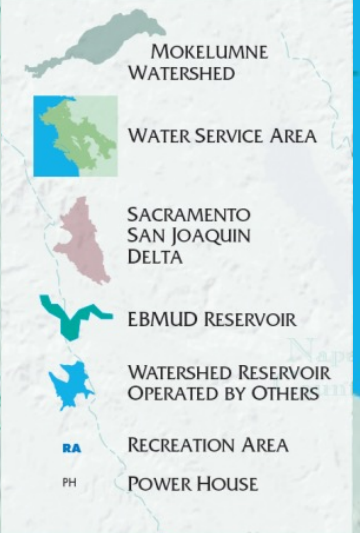 MOKELUMNE
WATERSHED
WATER SERVICE AREA
SACRAMENTO
SAN JOAQUIN
DELTA
EBMUD RESERVOIR
WATERSHED RESERVOIR
OPERATED BY OTHERS
RA RECREATION AREA
PH POWER HOUSE